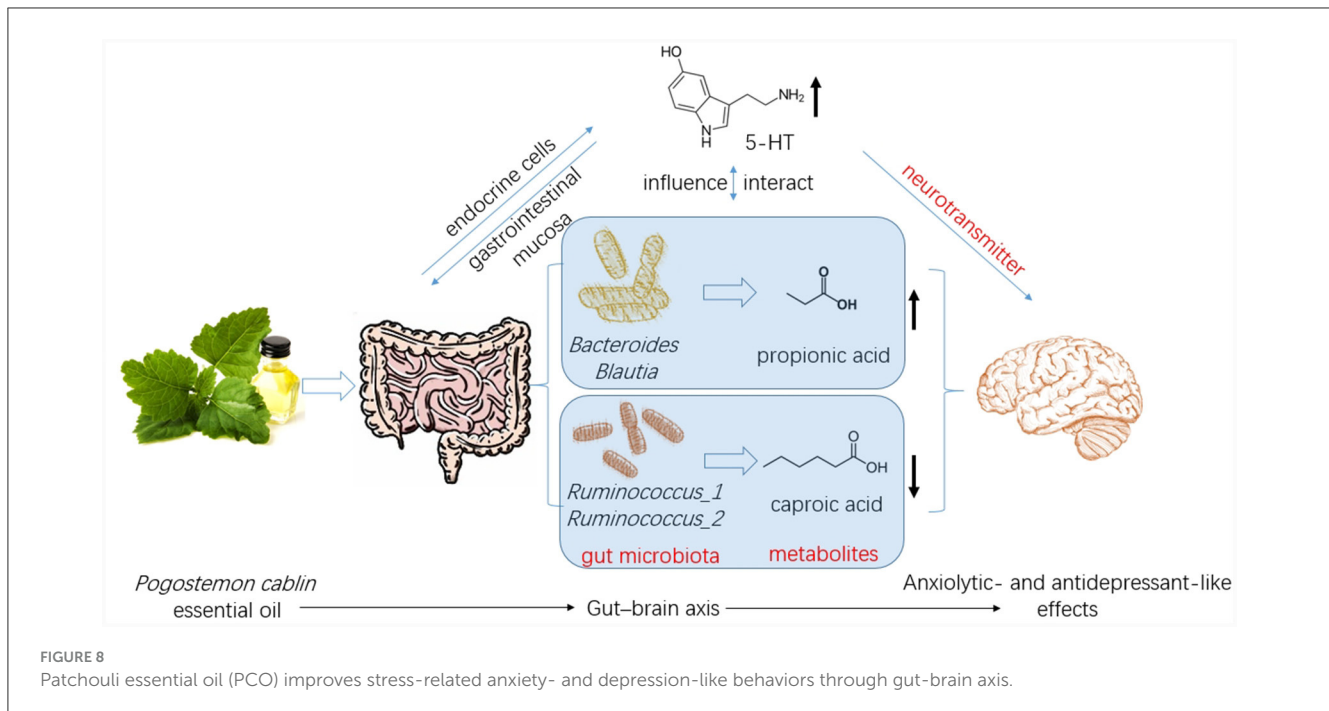 HO
NH₂
N
H
5-HT
endocrine cells
gastrointestinal
mucosa
influence
interact
neurotransmitter
O
OH
Bacteroides
Blautia
propionic acid
O
OH
Ruminococcus_1
Ruminococcus_2
caproic acid
gut microbiota
metabolites
Pogostemon cablin
essential oil
Gut–brain axis
Anxiolytic- and antidepressant-like
effects
FIGURE 8
Patchouli essential oil (PCO) improves stress-related anxiety- and depression-like behaviors through gut-brain axis.